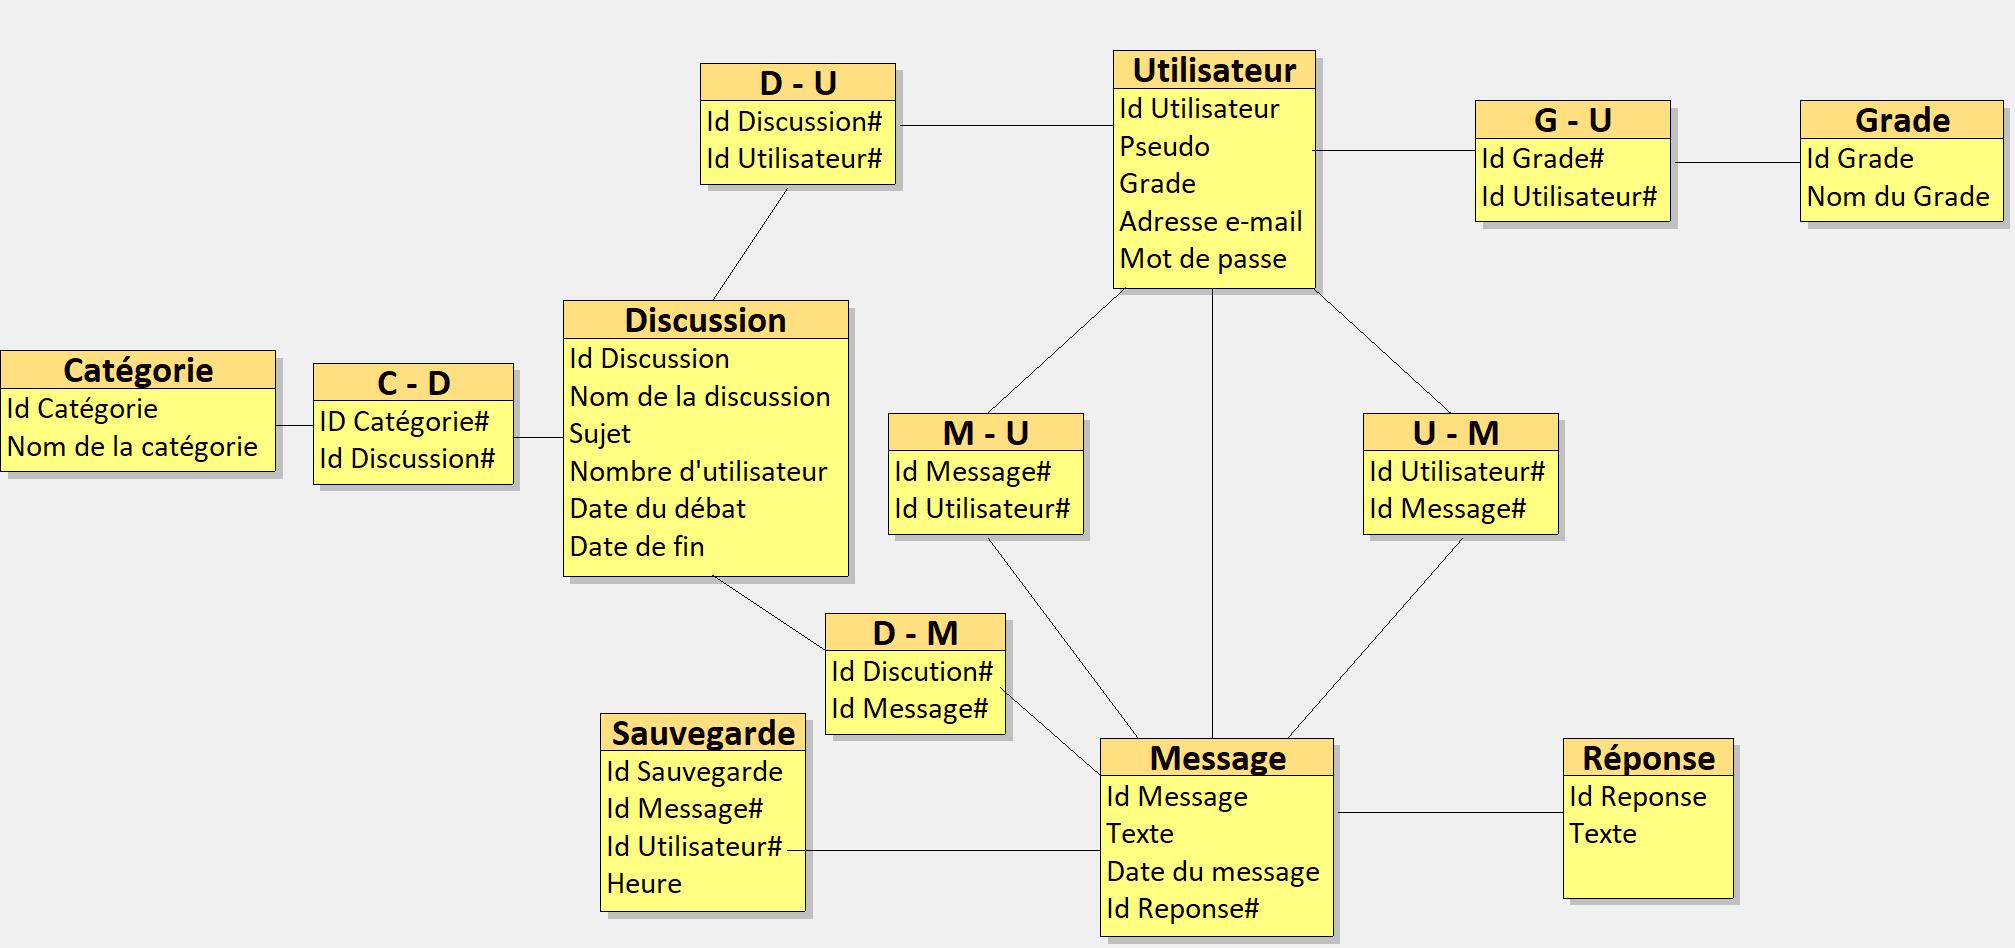 D - U
Id Discussion#
Id Utilisateur#
Utilisateur
Id Utilisateur
Pseudo
Grade
Adresse e-mail
Mot de passe
G - U
Id Grade#
Id Utilisateur#
Grade
Id Grade
Nom du Grade
Catégorie
Id Catégorie
Nom de la catégorie
C - D
ID Catégorie#
Id Discussion#
Discussion
Id Discussion
Nom de la discussion
Sujet
Nombre d'utilisateur
Date du débat
Date de fin
M - U
Id Message#
Id Utilisateur#
U - M
Id Utilisateur#
Id Message#
D - M
Id Discution#
Id Message#
Sauvegarde
Id Sauvegarde
Id Message#
Id Utilisateur#
Heure
Message
Id Message
Texte
Date du message
Id Reponse#
Réponse
Id Reponse
Texte